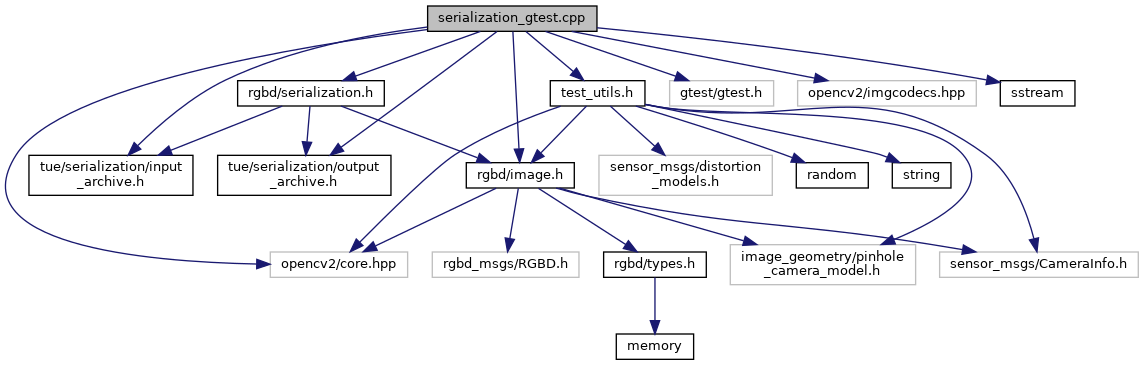 serialization_gtest.cpp
rgbd/serialization.h
test_utils.h
gtest/gtest.h
opencv2/imgcodecs.hpp
sstream
tue/serialization/input
_archive.h
tue/serialization/output
_archive.h
rgbd/image.h
sensor_msgs/distortion
_models.h
random
string
opencv2/core.hpp
rgbd_msgs/RGBD.h
rgbd/types.h
image_geometry/pinhole
_camera_model.h
sensor_msgs/CameraInfo.h
memory